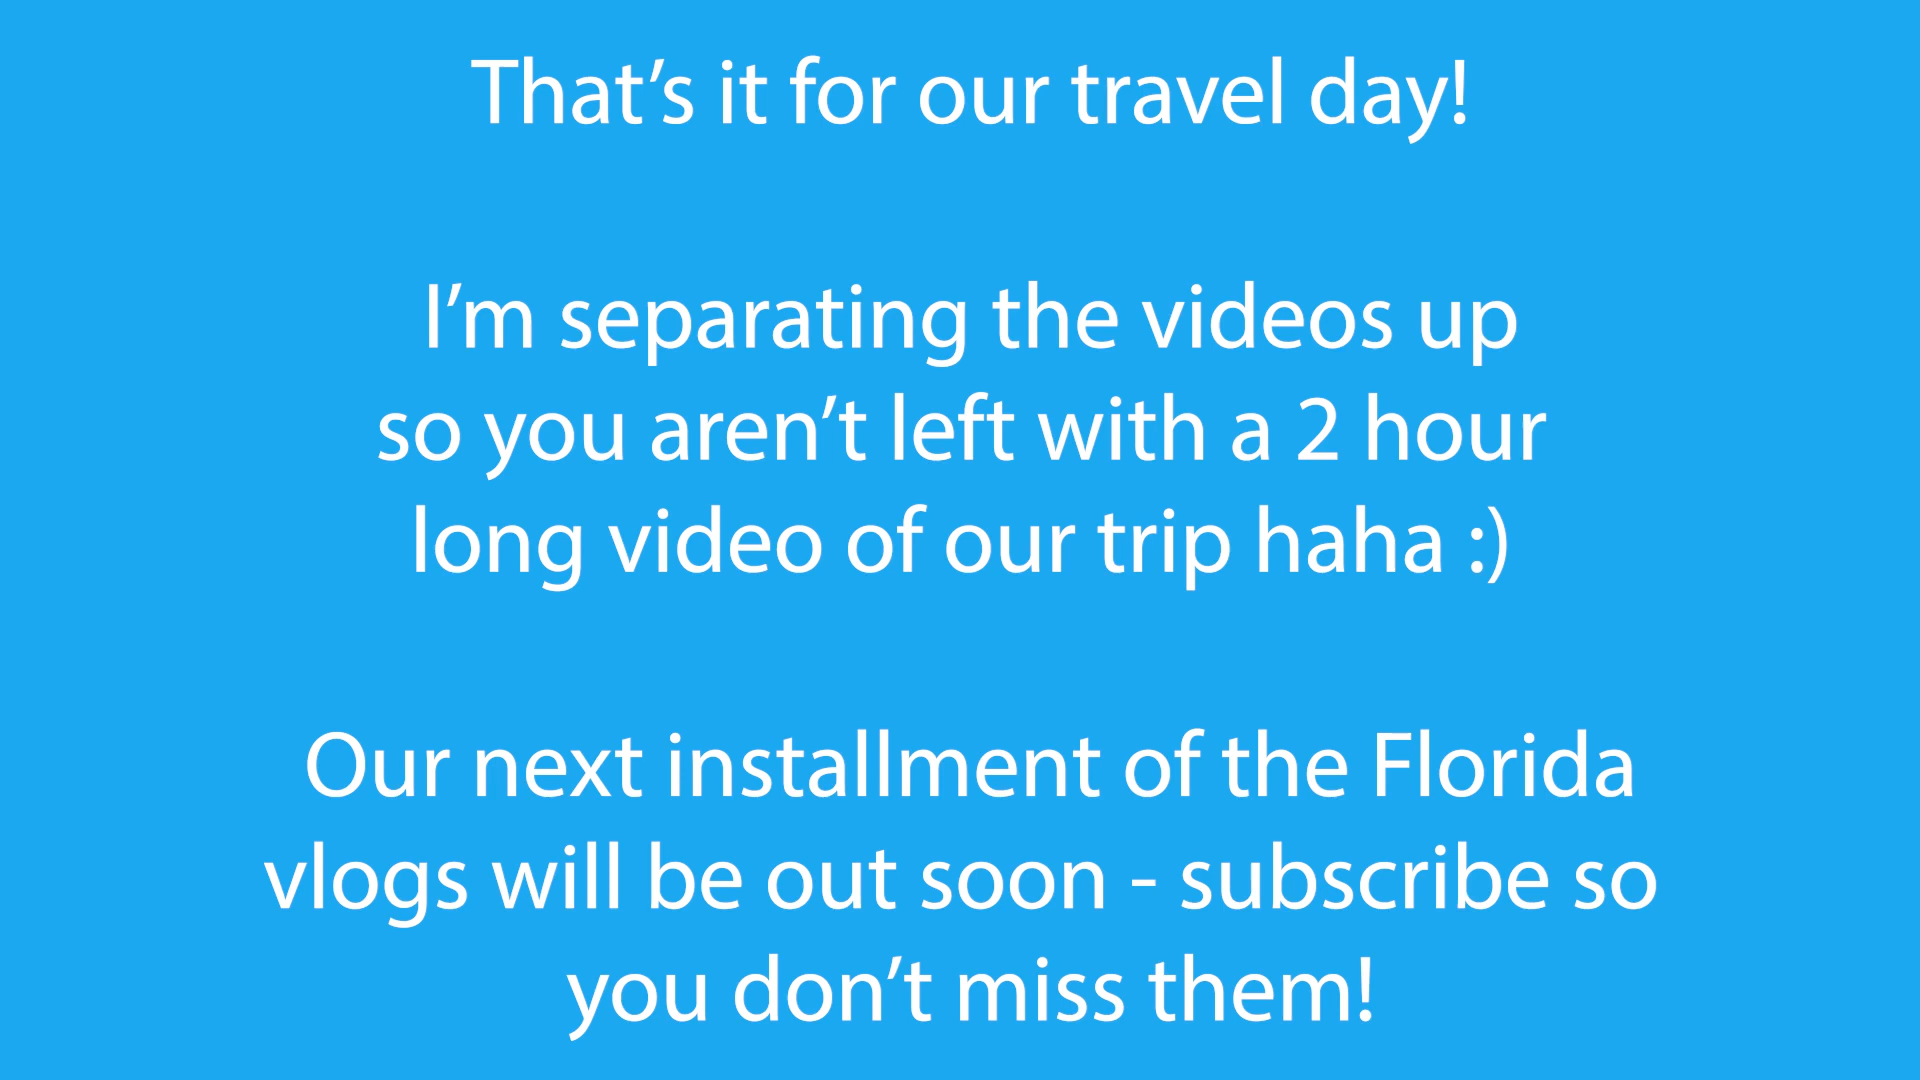 That’s it for our travel day!
I’m separating the videos up
so you aren’t left with a 2 hour
long video of our trip haha :)
Our next installment of the Florida
vlogs will be out soon - subscribe so
you don’t miss them!